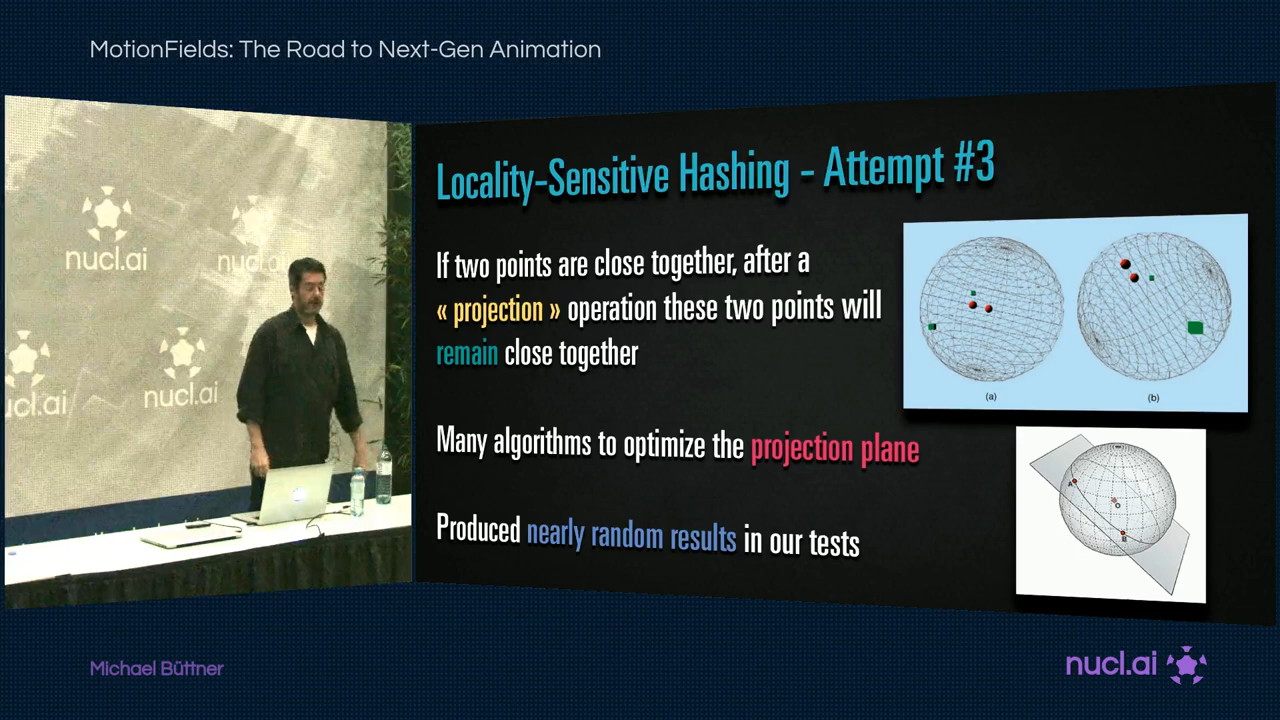 MotionFields: The Road to Next-Gen Animation
nucl.ai
nucl.ai
ucl.ai
nucl.ai
Locality-Sensitive Hashing - Attempt #3
If two points are close together, after a
« projection » operation these two points will
remain close together
(a)
(b)
Many algorithms to optimize the projection plane
A
O
B
Produced nearly random results in our tests
Michael Büttner
nucl.ai